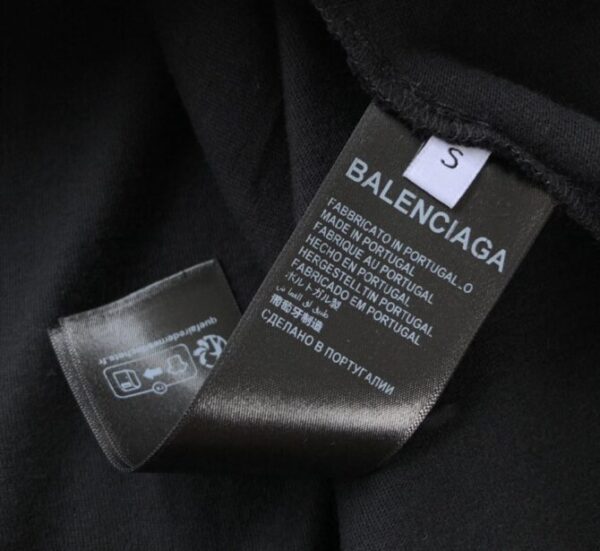 S
BALENCIAGA
FABBRICATO IN PORTUGAL.O
MADE IN PORTUGAL
FABRIQUE AU PORTUGAL
HECHO EN PORTUGAL
HERGESTELLTIN PORTUGAL
FABRICADO EM PORTUGAL
ポルトガル製
葡萄牙制造
СДЕЛАНО В ПОРТУГАЛИИ